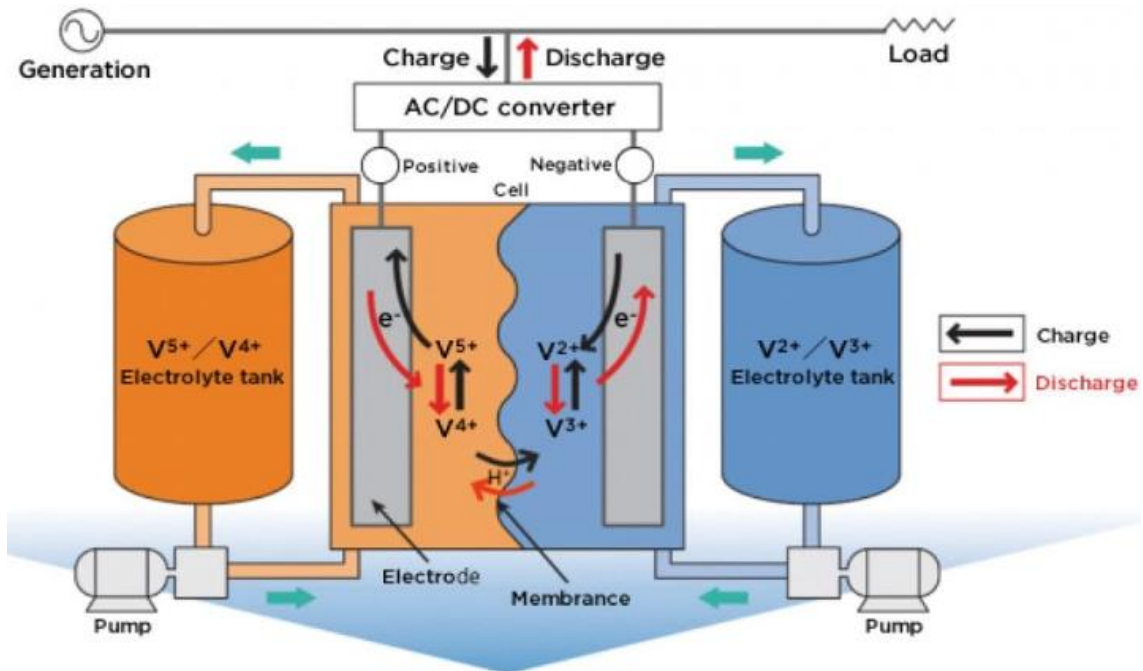 Generation
Charge
Discharge
Load
AC/DC converter
Positive
Negative
Cell
e-
e-
V5+／V4+
Electrolyte tank
V5+
V4+
V2+
V3+
V2+／V3+
Electrolyte tank
Charge
Discharge
H+
Electrode
Membrance
Pump
Pump